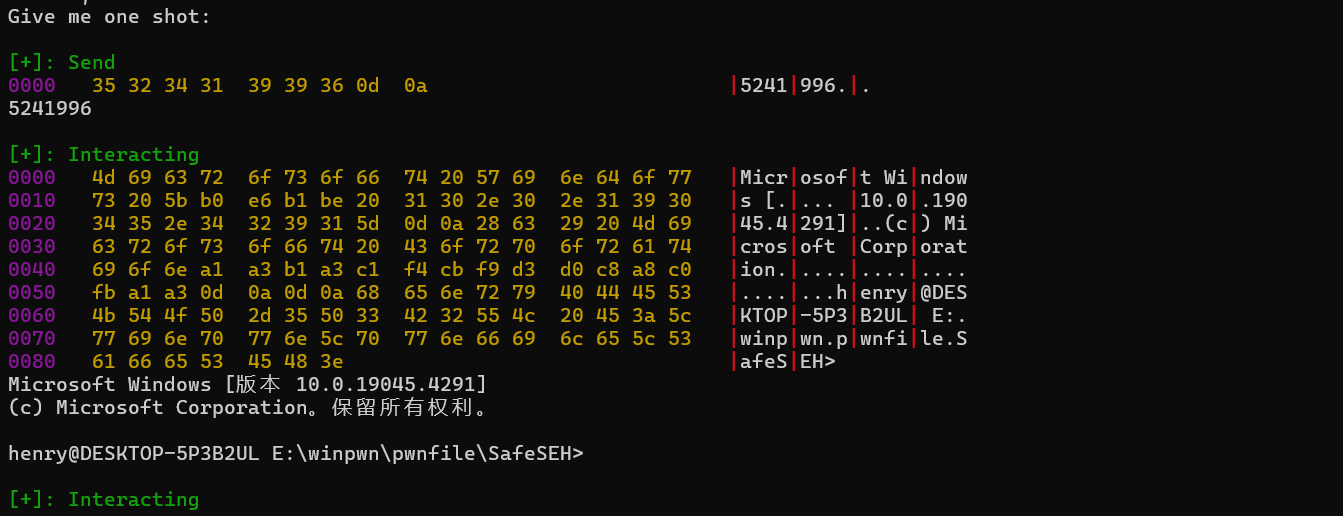 Give me one shot:
[+]: Send
0000 35 32 34 31 39 39 36 0d 0a |5241|996.|.
5241996
[+]: Interacting
0000 4d 69 63 72 6f 73 6f 66 74 20 57 69 6e 64 6f 77 |Micr|osof|t Wi|ndow
0010 73 20 5b b0 e6 b1 be 20 31 30 2e 30 2e 31 39 30 |s [.|... |10.0|.190
0020 34 35 2e 34 32 39 31 5d 0d 0a 28 63 29 20 4d 69 |45.4|291]|..(c|) Mi
0030 63 72 6f 73 6f 66 74 20 43 6f 72 70 6f 72 61 74 |cros|oft |Corp|orat
0040 69 6f 6e a1 a3 b1 a3 c1 f4 cb f9 d3 d0 c8 a8 c0 |ion.|....|....|....
0050 fb a1 a3 0d 0a 0d 0a 68 65 6e 72 79 40 44 45 53 |....|...h|enry|@DES
0060 4b 54 4f 50 2d 35 50 33 42 32 55 4c 20 45 3a 5c |KTOP|-5P3|B2UL| E:.
0070 77 69 6e 70 77 6e 5c 70 77 6e 66 69 6c 65 5c 53 |winp|wn.p|wnfi|le.S
0080 61 66 65 53 45 48 3e |afeS|EH>
Microsoft Windows [版本 10.0.19045.4291]
(c) Microsoft Corporation。保留所有权利。
henry@DESKTOP-5P3B2UL E:\winpwn\pwnfile\SafeSEH>
[+]: Interacting